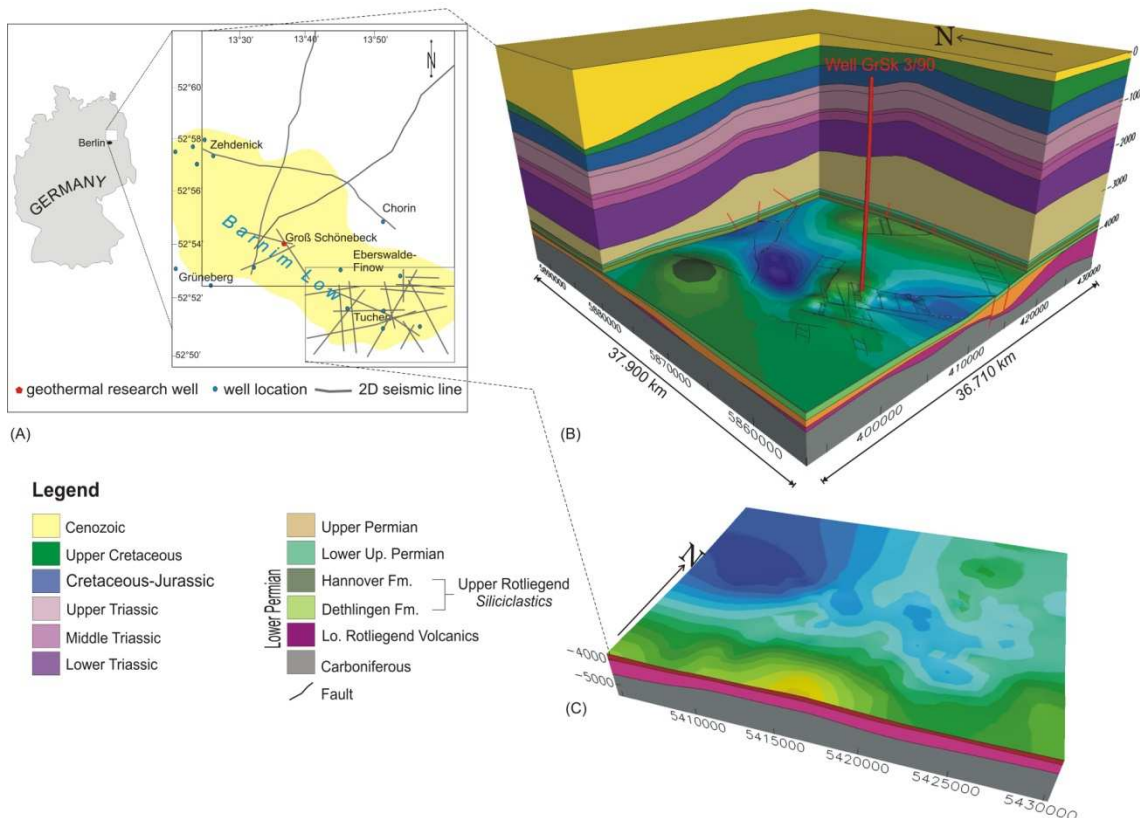 13°30' 13°40' 13°50'
N
52°60'
52°58'
52°56'
52°54'
52°52'
52°50'
Berlin
GERMANY
Zehdenick
Chorin
Groß Schönebeck
Barnim Low
Eberswalde-
Finow
Grüneberg
Tuchen
geothermal research well
well location
2D seismic line
(A)
N
Well GrSk 3/90
0
-1000
-2000
-3000
-4000
5890000
5880000
5870000
5860000
400000
410000
420000
430000
37.900 km
36.710 km
(B)
Legend
Cenozoic
Upper Cretaceous
Cretaceous-Jurassic
Upper Triassic
Middle Triassic
Lower Triassic
Upper Permian
Lower Up. Permian
Hannover Fm.
Dethlingen Fm.
Upper Rotliegend
Siliciclastics
Lo. Rotliegend Volcanics
Carboniferous
Fault
Lower Permian
N
-4000
-5000
(C)
5410000
5415000
5420000
5425000
5430000